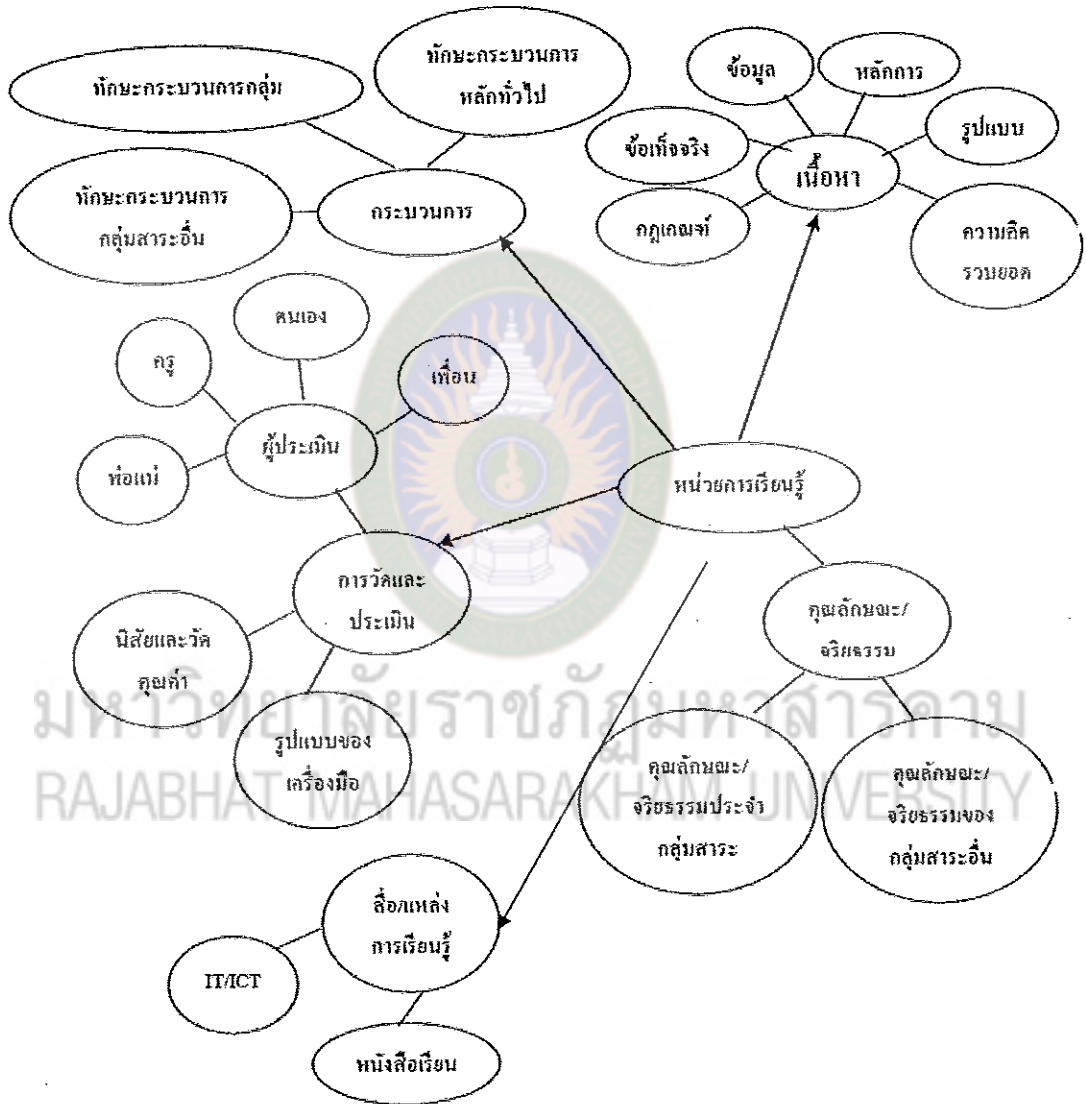 ทักษะกระบวนการกลุ่ม
ทักษะกระบวนการ
หลักทั่วไป
ข้อมูล
หลักการ
รูปแบบ
ข้อเท็จจริง
เนื้อหา
กฎเกณฑ์
ความคิด
รวบยอด
ทักษะกระบวนการ
กลุ่มสาระอื่น
กระบวนการ
ตนเอง
ครู
เพื่อน
ผู้ประเมิน
พ่อแม่
หน่วยการเรียนรู้
การวัดและ
ประเมิน
นิสัยและวัด
คุณค่า
รูปแบบของ
เครื่องมือ
คุณลักษณะ/
จริยธรรม
คุณลักษณะ/
จริยธรรมประจำ
กลุ่มสาระ
คุณลักษณะ/
จริยธรรมของ
กลุ่มสาระอื่น
มหาวิทยาลัยราชภัฏมหาสารคาม
RAJABHAT MAHASARAKHAM UNIVERSITY
สื่อ/แหล่ง
การเรียนรู้
IT/ICT
หนังสือเรียน